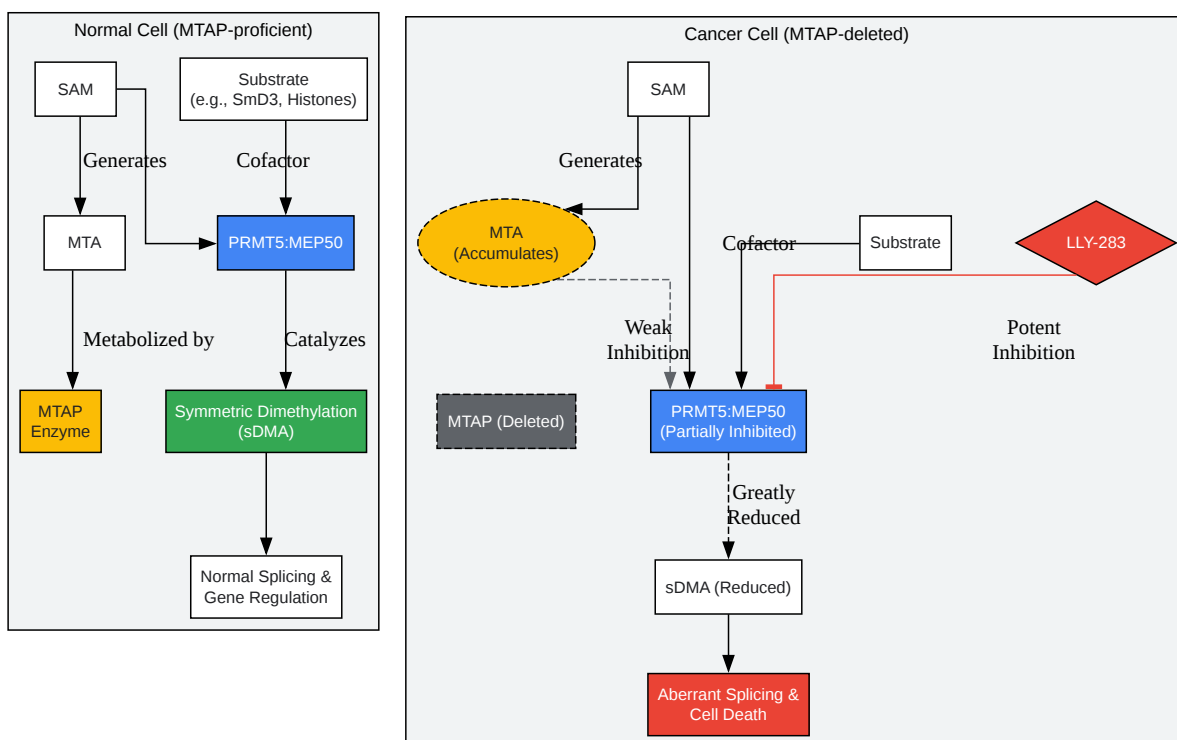 Normal Cell (MTAP-proficient)
SAM
Substrate
(e.g., SmD3, Histones)
Generates
Cofactor
MTA
PRMT5:MEP50
Metabolized by
Catalyzes
MTAP
Enzyme
Symmetric Dimethylation
(sDMA)
Normal Splicing &
Gene Regulation
Cancer Cell (MTAP-deleted)
SAM
Generates
MTA
(Accumulates)
Cofactor
Substrate
LLY-283
Weak
Inhibition
Potent
Inhibition
MTAP (Deleted)
PRMT5:MEP50
(Partially Inhibited)
Greatly
Reduced
sDMA (Reduced)
Aberrant Splicing &
Cell Death